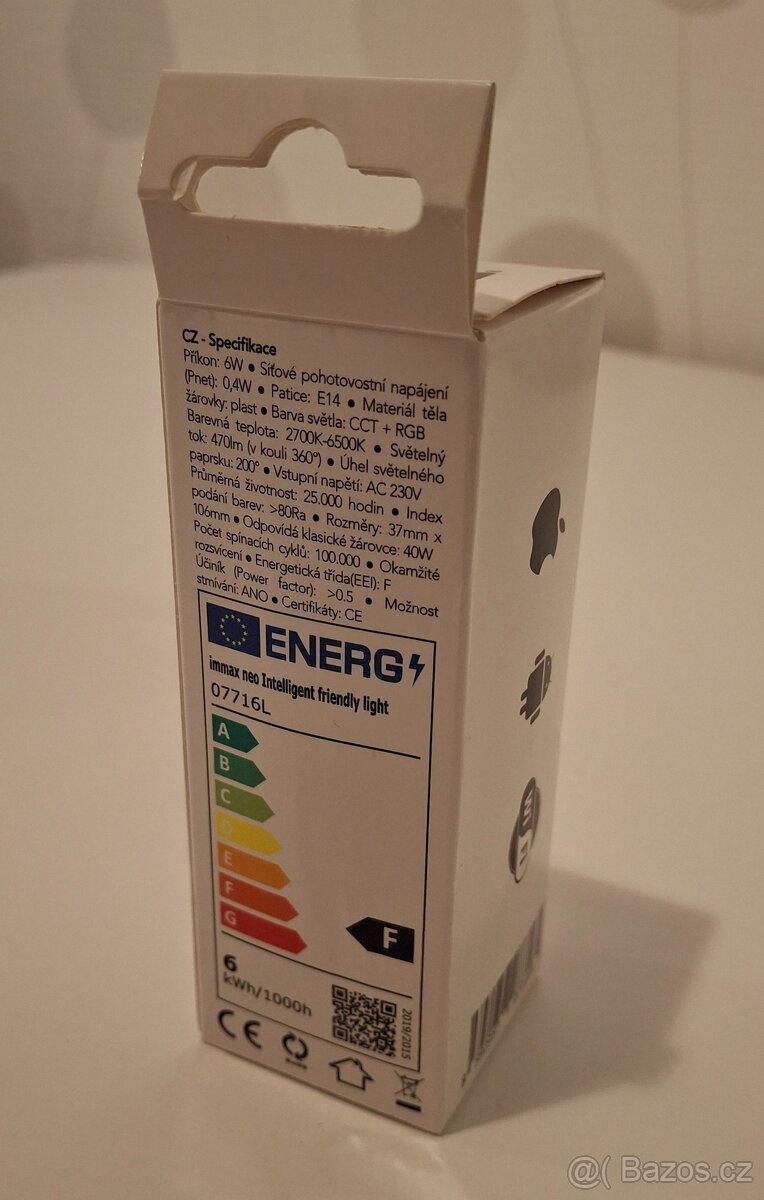 CZ - Specifikace
Příkon: 6W • Síťové pohotovostní napájení
(Pnet): 0,4W • Patice: E14 • Materiál těla
žárovky: plast • Barva světla: CCT + RGB
Barevná teplota: 2700K-6500K • Světelný
tok: 470lm (v kouli 360°) • Úhel světelného
paprsku: 200° • Vstupní napětí: AC 230V
Průměrná životnost: 25.000 hodin • Index
podání barev: >80Ra • Rozměry: 37mm x
106mm • Odpovídá klasické žárovce: 40W
Počet spínacích cyklů: 100.000 • Okamžité
rozsvícení • Energetická třída(EEI): F
Účiník (Power factor): >0.5 • Možnost
stmívání: ANO • Certifikáty: CE
ENERG
immax neo Intelligent friendly light
07716L
A
B
C
D
E
F
G
F
6
kWh/1000h
2019/2015
CE
WiFi
@( Bazos.cz